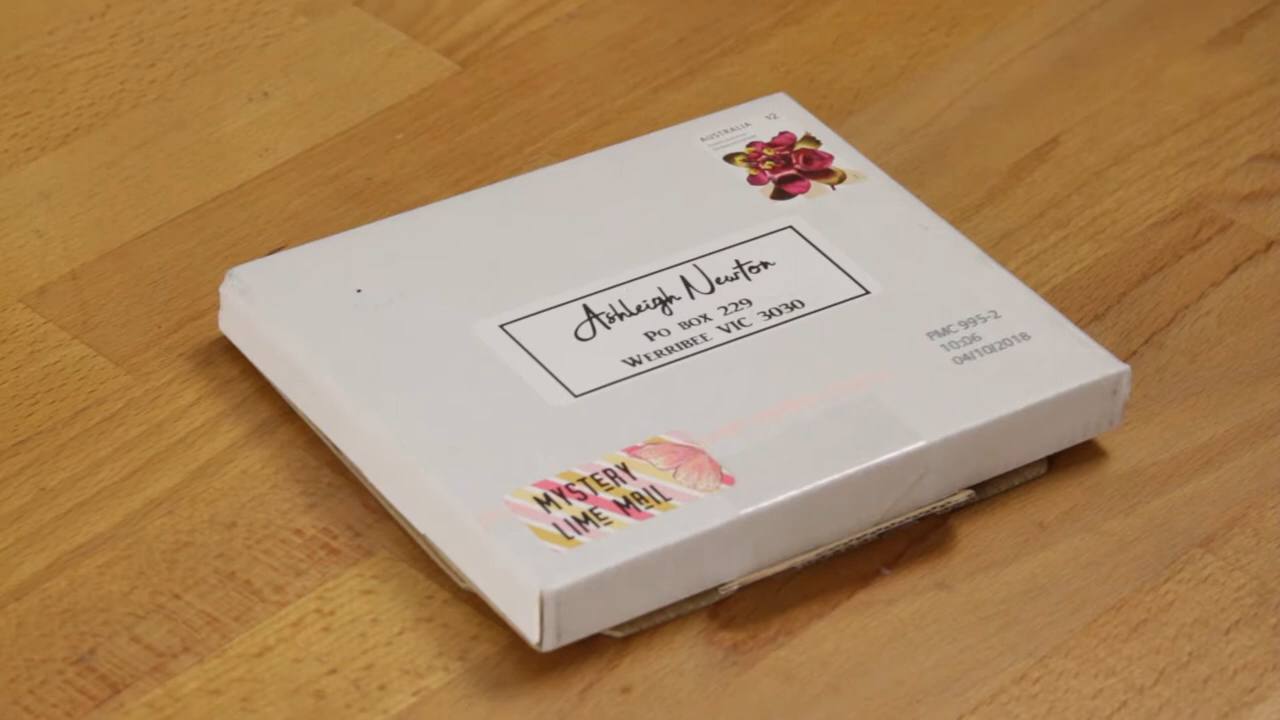 AUSTRALIA $2
Ashleigh Newton
PO BOX 229
WERRIBEE VIC 3030
PMC 995-2
10:06
04/10/2018
MYSTERY
LIME MAIL